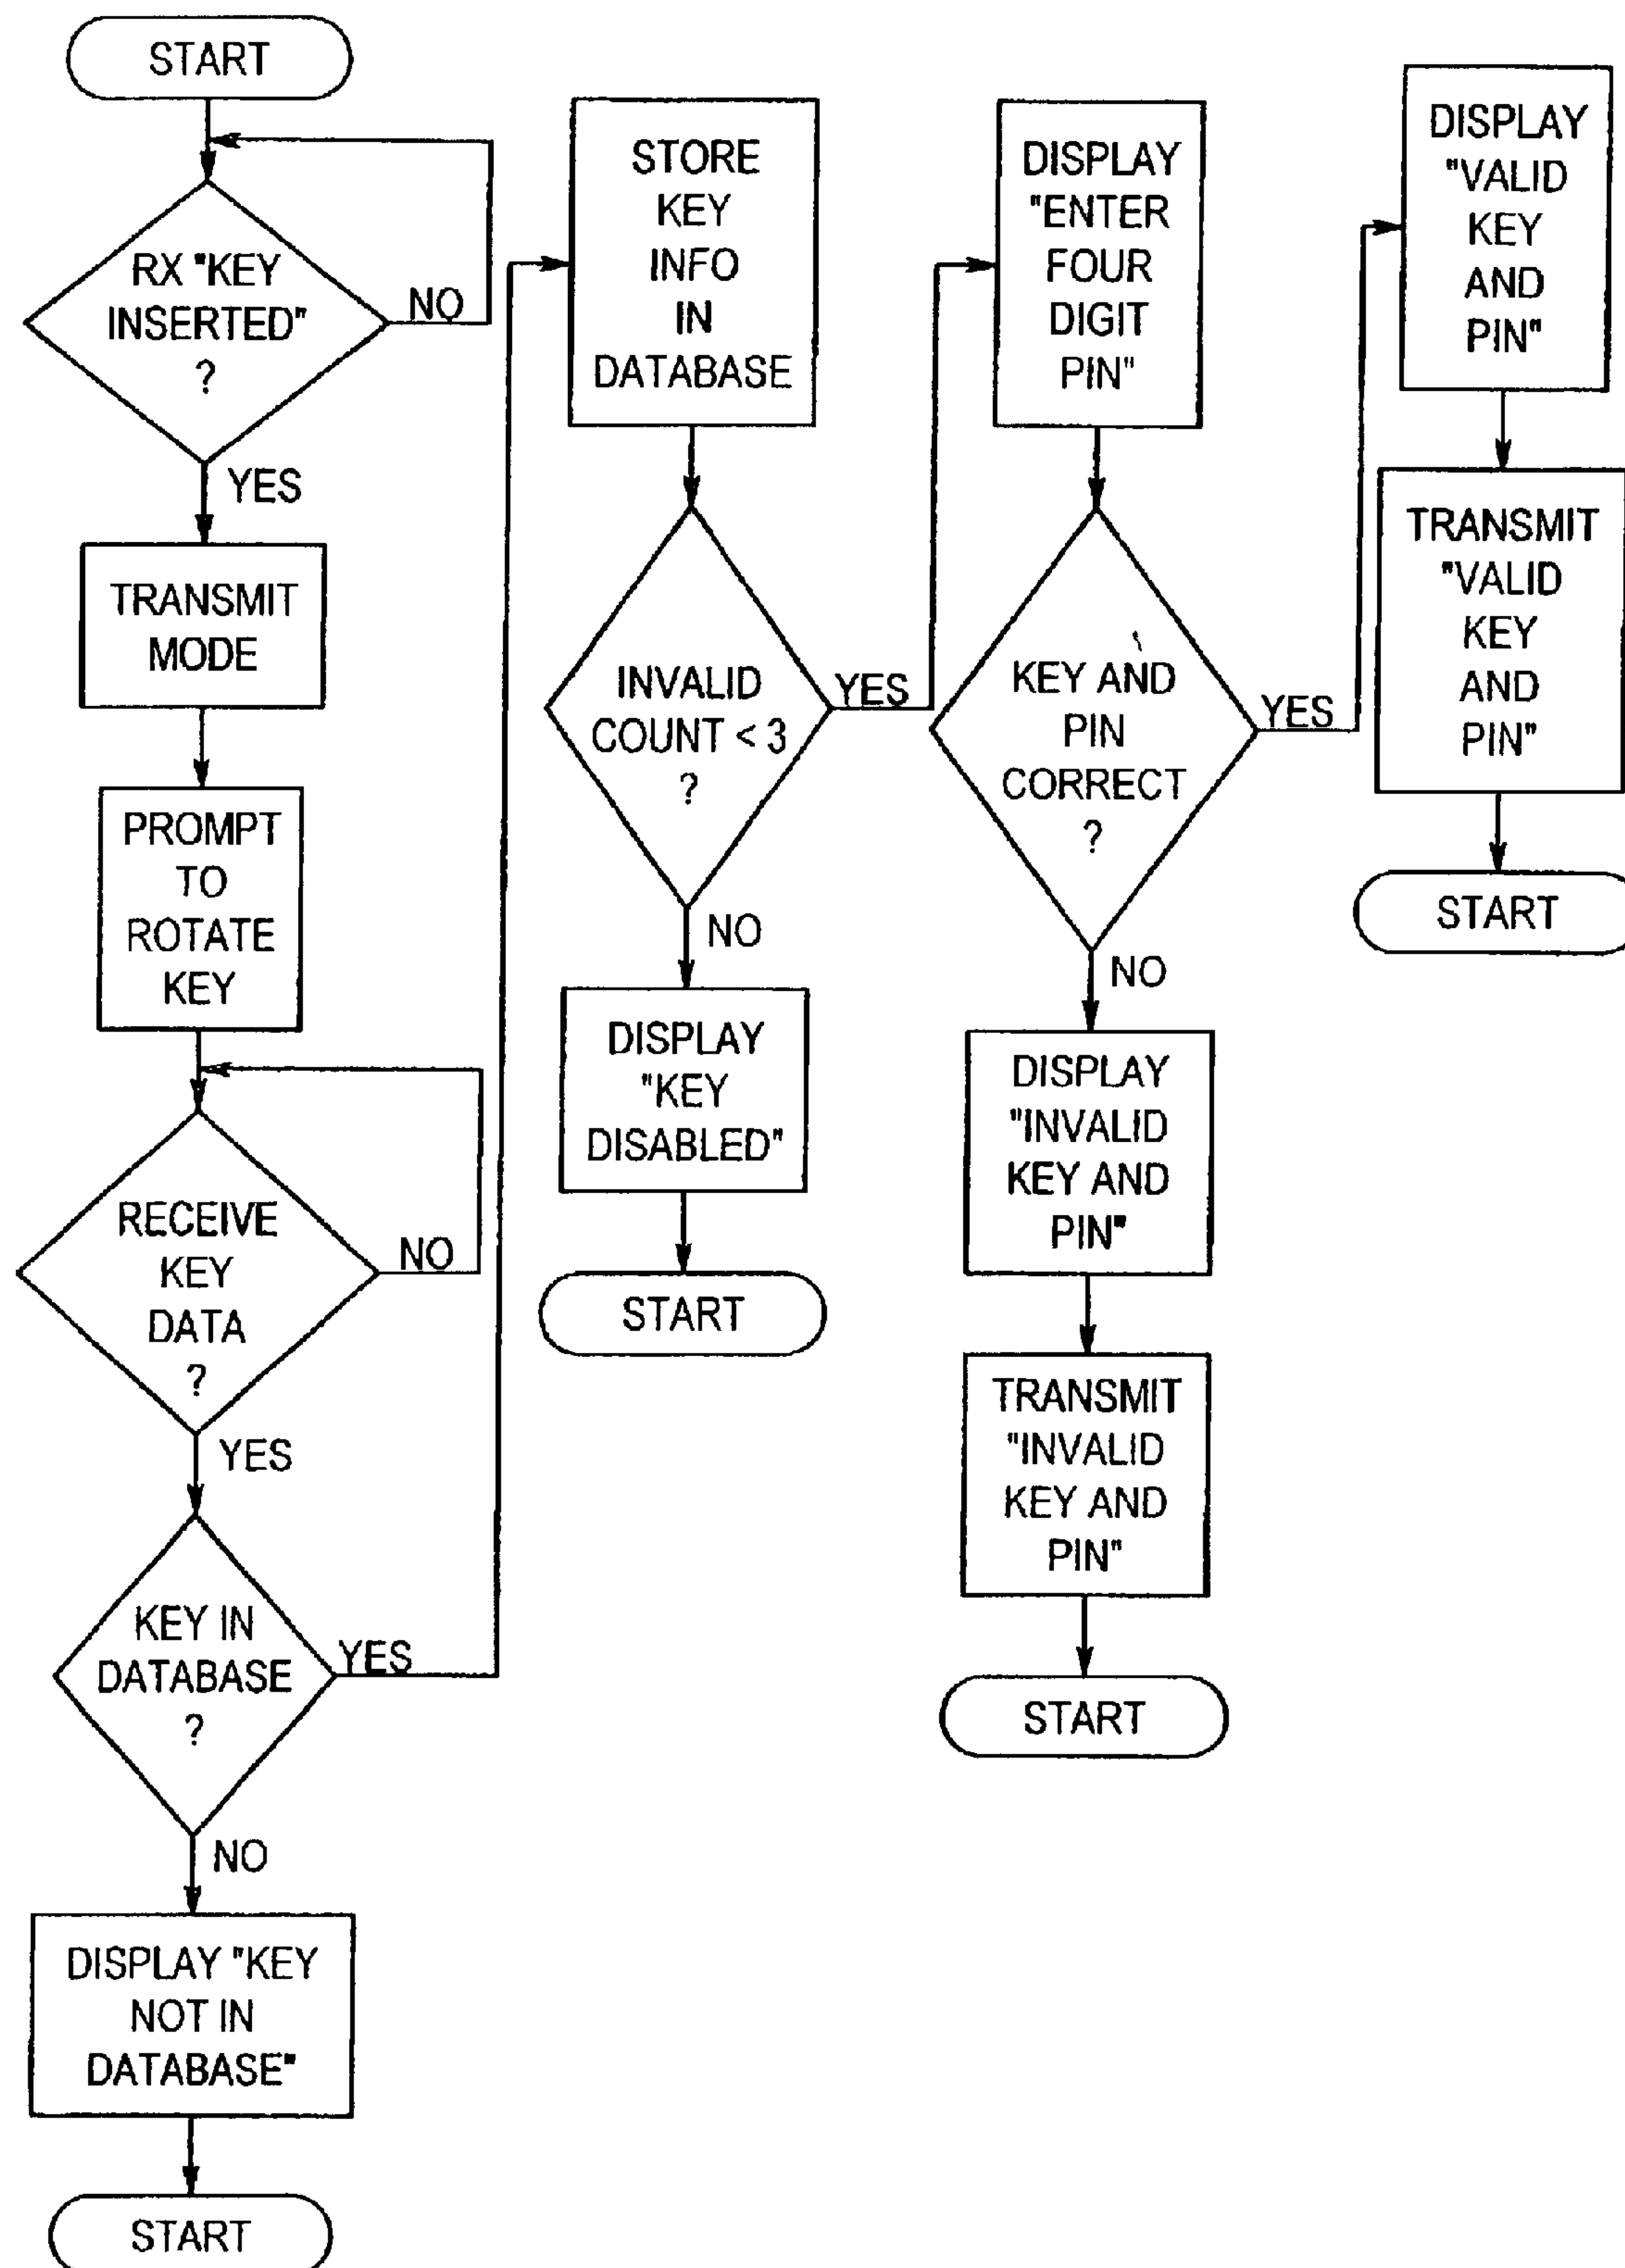 START
RX "KEY
INSERTED"
?
NO
YES
TRANSMIT
MODE
PROMPT
TO
ROTATE
KEY
RECEIVE
KEY
DATA
?
NO
YES
KEY IN
DATABASE
?
YES
NO
DISPLAY "KEY
NOT IN
DATABASE"
START
STORE
KEY
INFO
IN
DATABASE
INVALID
COUNT < 3
?
YES
NO
DISPLAY
"KEY
DISABLED"
START
DISPLAY
"ENTER
FOUR
DIGIT
PIN"
KEY AND
PIN
CORRECT
?
YES
NO
DISPLAY
"INVALID
KEY AND
PIN"
TRANSMIT
"INVALID
KEY AND
PIN"
START
DISPLAY
"VALID
KEY
AND
PIN"
TRANSMIT
"VALID
KEY
AND
PIN"
START